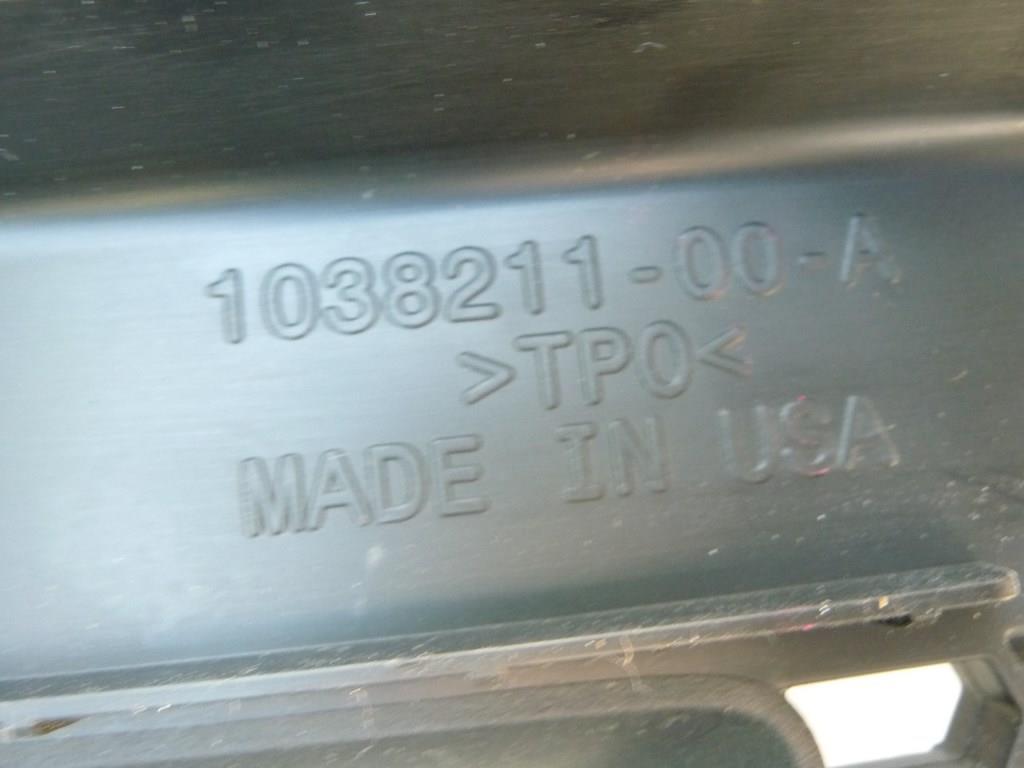 1038211-00-A
>TPO<
MADE IN USA